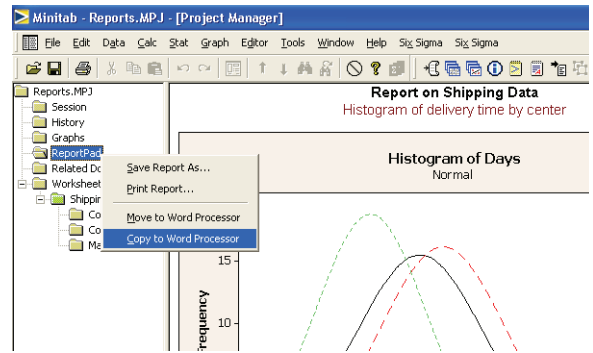 Minitab - Reports.MPJ - [Project Manager]
File Edit Data Calc Stat Graph Editor Tools Window Help Six Sigma Six Sigma
Reports.MPJ
Session
History
Graphs
ReportPad
Related Do
Worksheet
Shippin
Co
Co
Ma
Save Report As...
Print Report...
Move to Word Processor
Copy to Word Processor
Report on Shipping Data
Histogram of delivery time by center
Histogram of Days
Normal
15
10
Frequency